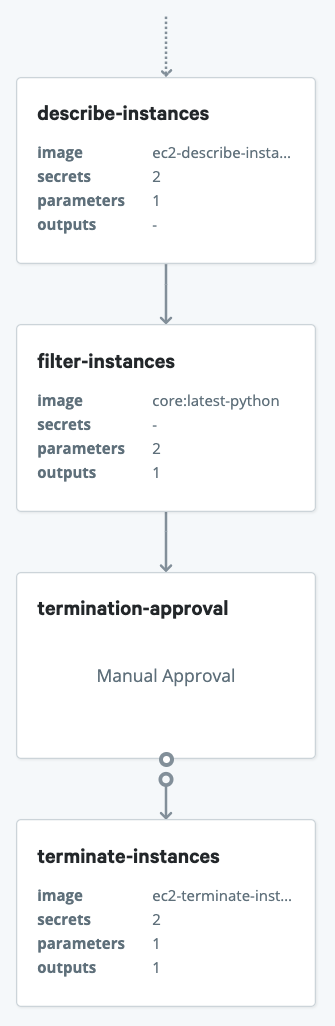 describe-instances
image ec2-describe-insta...
secrets 2
parameters 1
outputs -
filter-instances
image core:latest-python
secrets -
parameters 2
outputs 1
termination-approval
Manual Approval
terminate-instances
image ec2-terminate-inst...
secrets 2
parameters 1
outputs 1